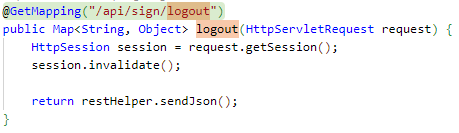 @GetMapping("/api/sign/logout")
public Map<String, Object> logout(HttpServletRequest request) {
    HttpSession session = request.getSession();
    session.invalidate();

    return restHelper.sendJson();
}